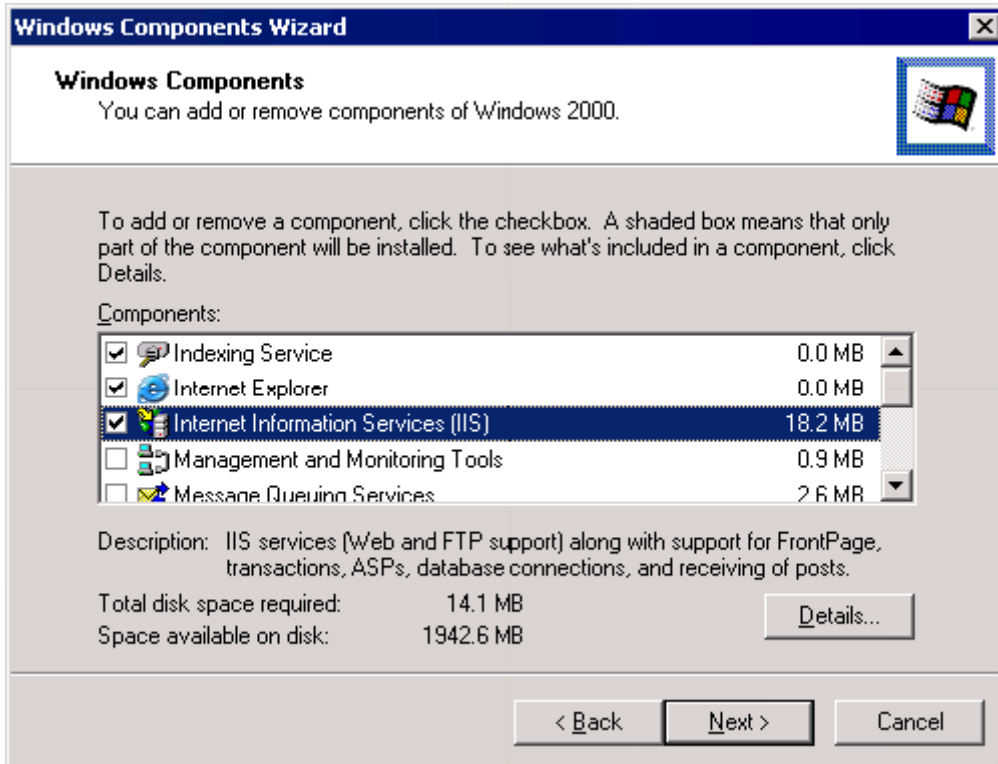 Windows Components Wizard
Windows Components
You can add or remove components of Windows 2000.
To add or remove a component, click the checkbox. A shaded box means that only
part of the component will be installed. To see what's included in a component, click
Details.
Components:
Indexing Service 0.0 MB
Internet Explorer 0.0 MB
Internet Information Services (IIS) 18.2 MB
Management and Monitoring Tools 0.9 MB
Message Queuing Services 2.6 MB
Description: IIS services (Web and FTP support) along with support for FrontPage,
transactions, ASPs, database connections, and receiving of posts.
Total disk space required: 14.1 MB
Space available on disk: 1942.6 MB
Details...
< Back Next > Cancel